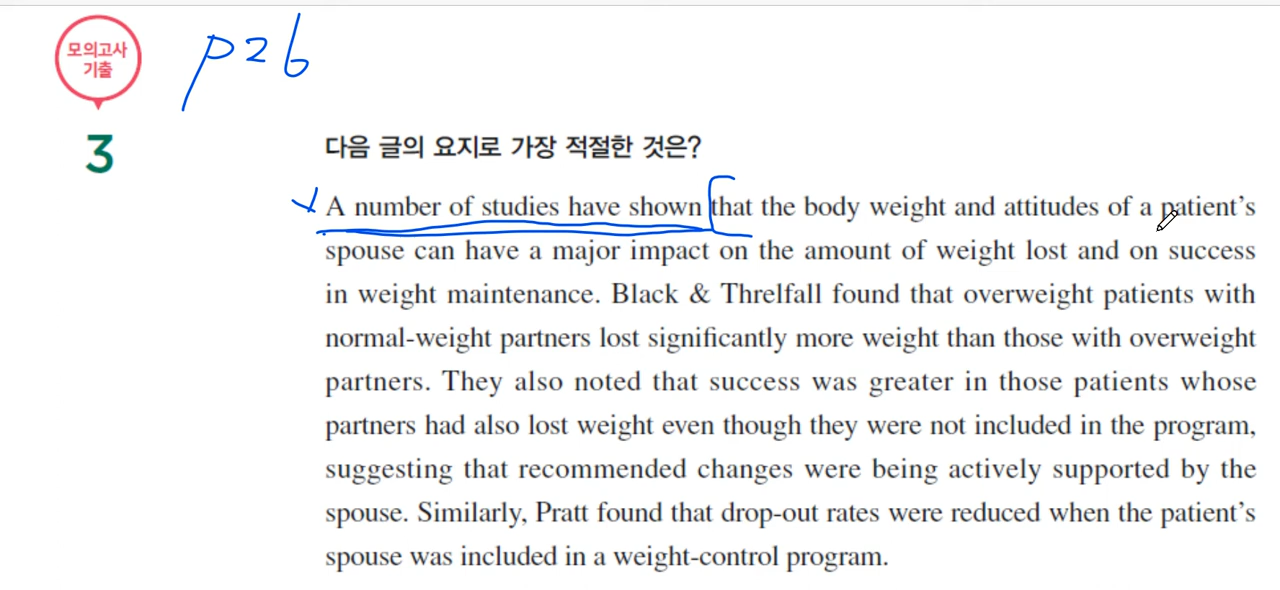 모의고사
기출
p26
3
다음 글의 요지로 가장 적절한 것은?
A number of studies have shown that the body weight and attitudes of a patient's
spouse can have a major impact on the amount of weight lost and on success
in weight maintenance. Black & Threlfall found that overweight patients with
normal-weight partners lost significantly more weight than those with overweight
partners. They also noted that success was greater in those patients whose
partners had also lost weight even though they were not included in the program,
suggesting that recommended changes were being actively supported by the
spouse. Similarly, Pratt found that drop-out rates were reduced when the patient's
spouse was included in a weight-control program.